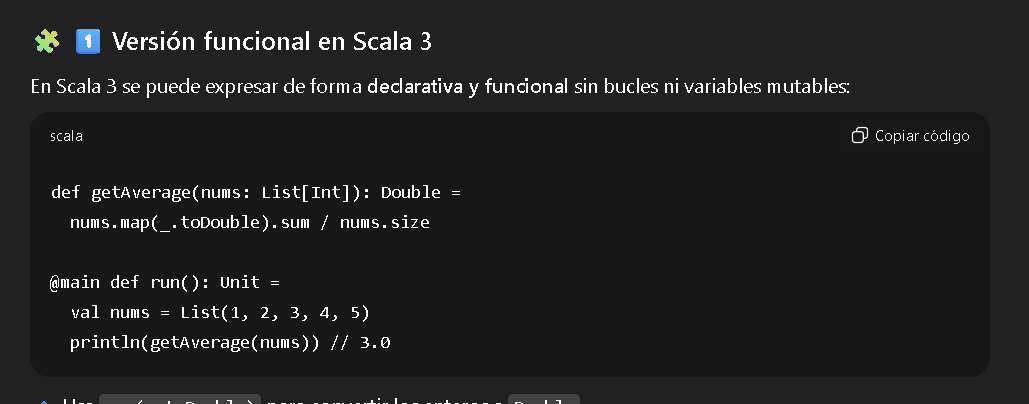 🧩 1️⃣ Versión funcional en Scala 3
En Scala 3 se puede expresar de forma declarativa y funcional sin bucles ni variables mutables:
scala
Copiar código
def getAverage(nums: List[Int]): Double =
  nums.map(_.toDouble).sum / nums.size
@main def run(): Unit =
  val nums = List(1, 2, 3, 4, 5)
  println(getAverage(nums)) // 3.0